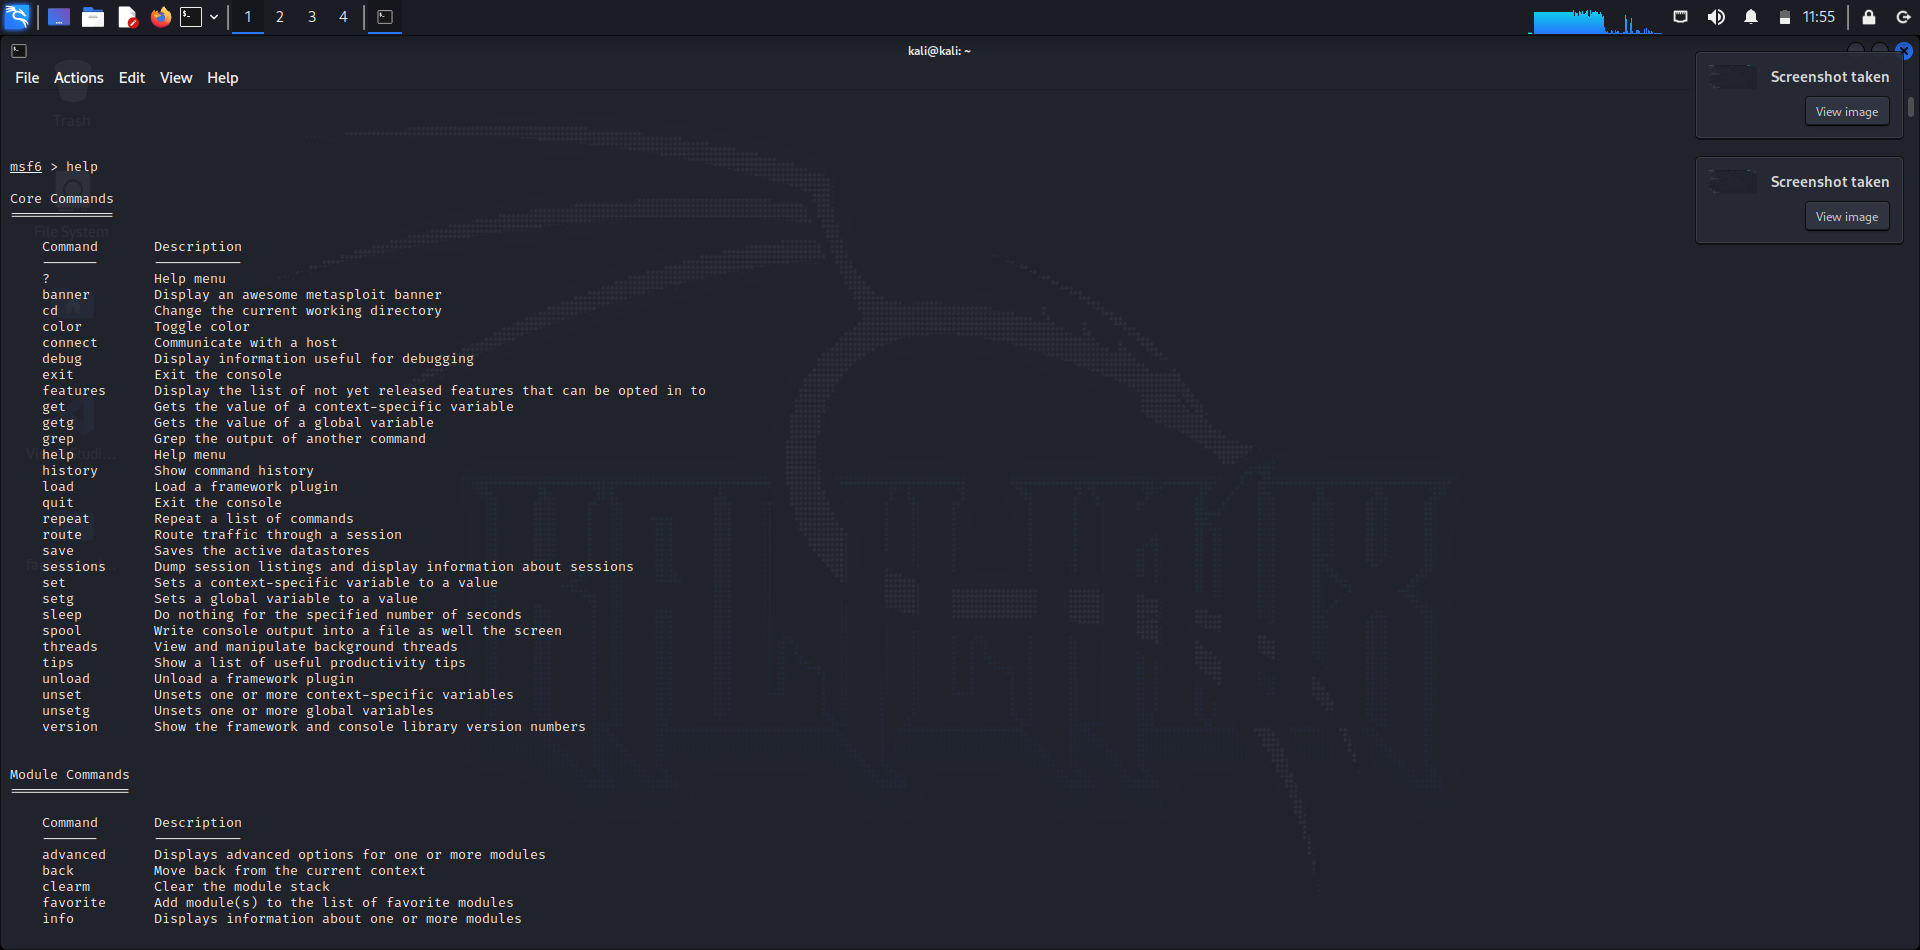 1 2 3 4
11:55
kali@kali: ~
File Actions Edit View Help
Screenshot taken
View image
Screenshot taken
View image
Trash
File System
msf6 > help
Core Commands
Command Description
? Help menu
banner Display an awesome metasploit banner
cd Change the current working directory
color Toggle color
connect Communicate with a host
debug Display information useful for debugging
exit Exit the console
features Display the list of not yet released features that can be opted in to
get Gets the value of a context-specific variable
getg Gets the value of a global variable
grep Grep the output of another command
help Help menu
history Show command history
load Load a framework plugin
quit Exit the console
repeat Repeat a list of commands
route Route traffic through a session
save Saves the active datastores
sessions Dump session listings and display information about sessions
set Sets a context-specific variable to a value
setg Sets a global variable to a value
sleep Do nothing for the specified number of seconds
spool Write console output into a file as well the screen
threads View and manipulate background threads
tips Show a list of useful productivity tips
unload Unload a framework plugin
unset Unsets one or more context-specific variables
unsetg Unsets one or more global variables
version Show the framework and console library version numbers
Module Commands
Command Description
advanced Displays advanced options for one or more modules
back Move back from the current context
clearm Clear the module stack
favorite Add module(s) to the list of favorite modules
info Displays information about one or more modules